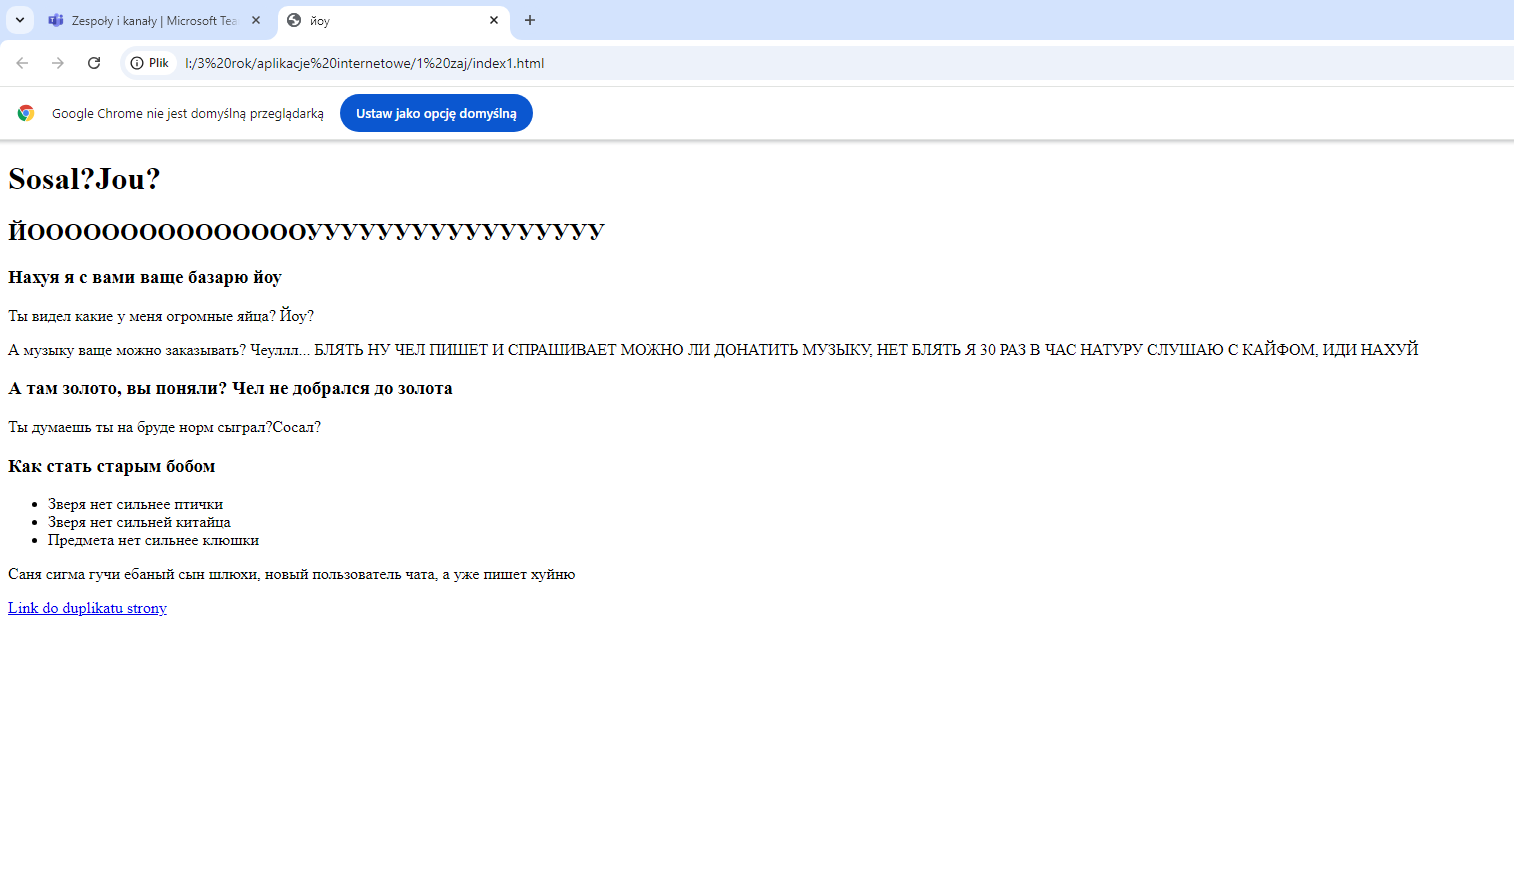 Zespoły i kanały | Microsoft Tea
йоу
Plik
I:/3%20rok/aplikacje%20internetowe/1%20zaj/index1.html
Google Chrome nie jest domyślną przeglądarką
Ustaw jako opcję domyślną
Sosal?Jou?
ЙОООООООООООООООУУУУУУУУУУУУУУУУУ
Нахуя я с вами ваще базарю йоу
Ты видел какие у меня огромные яйца? Йоу?
А музыку ваще можно заказывать? Чеуллл... БЛЯТЬ НУ ЧЕЛ ПИШЕТ И СПРАШИВАЕТ МОЖНО ЛИ ДОНАТИТЬ МУЗЫКУ, НЕТ БЛЯТЬ Я 30 РАЗ В ЧАС НАТУРУ СЛУШАЮ С КАЙФОМ, ИДИ НАХУЙ
А там золото, вы поняли? Чел не добрался до золота
Ты думаешь ты на бруде норм сыграл?Сосал?
Как стать старым бобом
Зверя нет сильнее птички
Зверя нет сильней китайца
Предмета нет сильнее клюшки
Саня сигма гучи ебаный сын шлюхи, новый пользователь чата, а уже пишет хуйню
Link do duplikatu strony